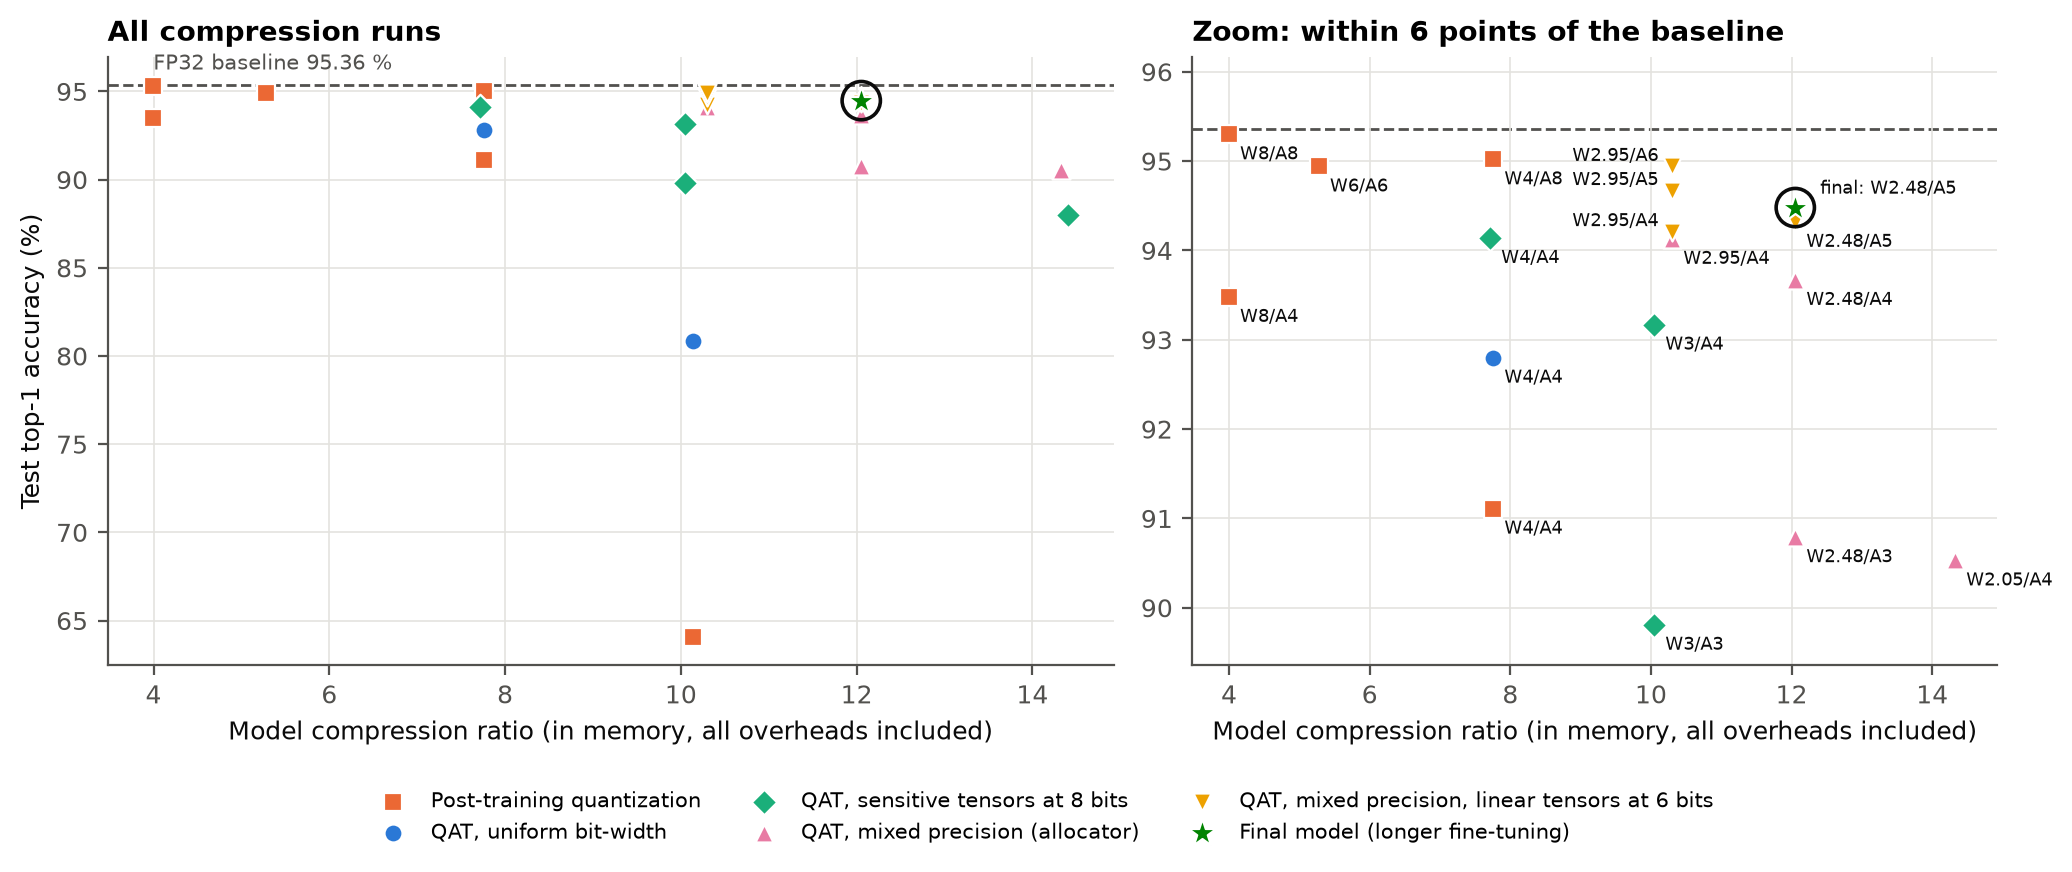 All compression runs
FP32 baseline 95.36 %
95
90
85
80
75
70
65
Test top-1 accuracy (%)
4 6 8 10 12 14
Model compression ratio (in memory, all overheads included)
Zoom: within 6 points of the baseline
96
95
94
93
92
91
90
W8/A8
W6/A6
W4/A8
W2.95/A6
W2.95/A5
W2.95/A4
final: W2.48/A5
W2.48/A5
W4/A4
W2.95/A4
W2.48/A4
W8/A4
W3/A4
W4/A4
W4/A4
W2.48/A3
W2.05/A4
W3/A3
4 6 8 10 12 14
Model compression ratio (in memory, all overheads included)
Post-training quantization
QAT, uniform bit-width
QAT, sensitive tensors at 8 bits
QAT, mixed precision (allocator)
QAT, mixed precision, linear tensors at 6 bits
Final model (longer fine-tuning)